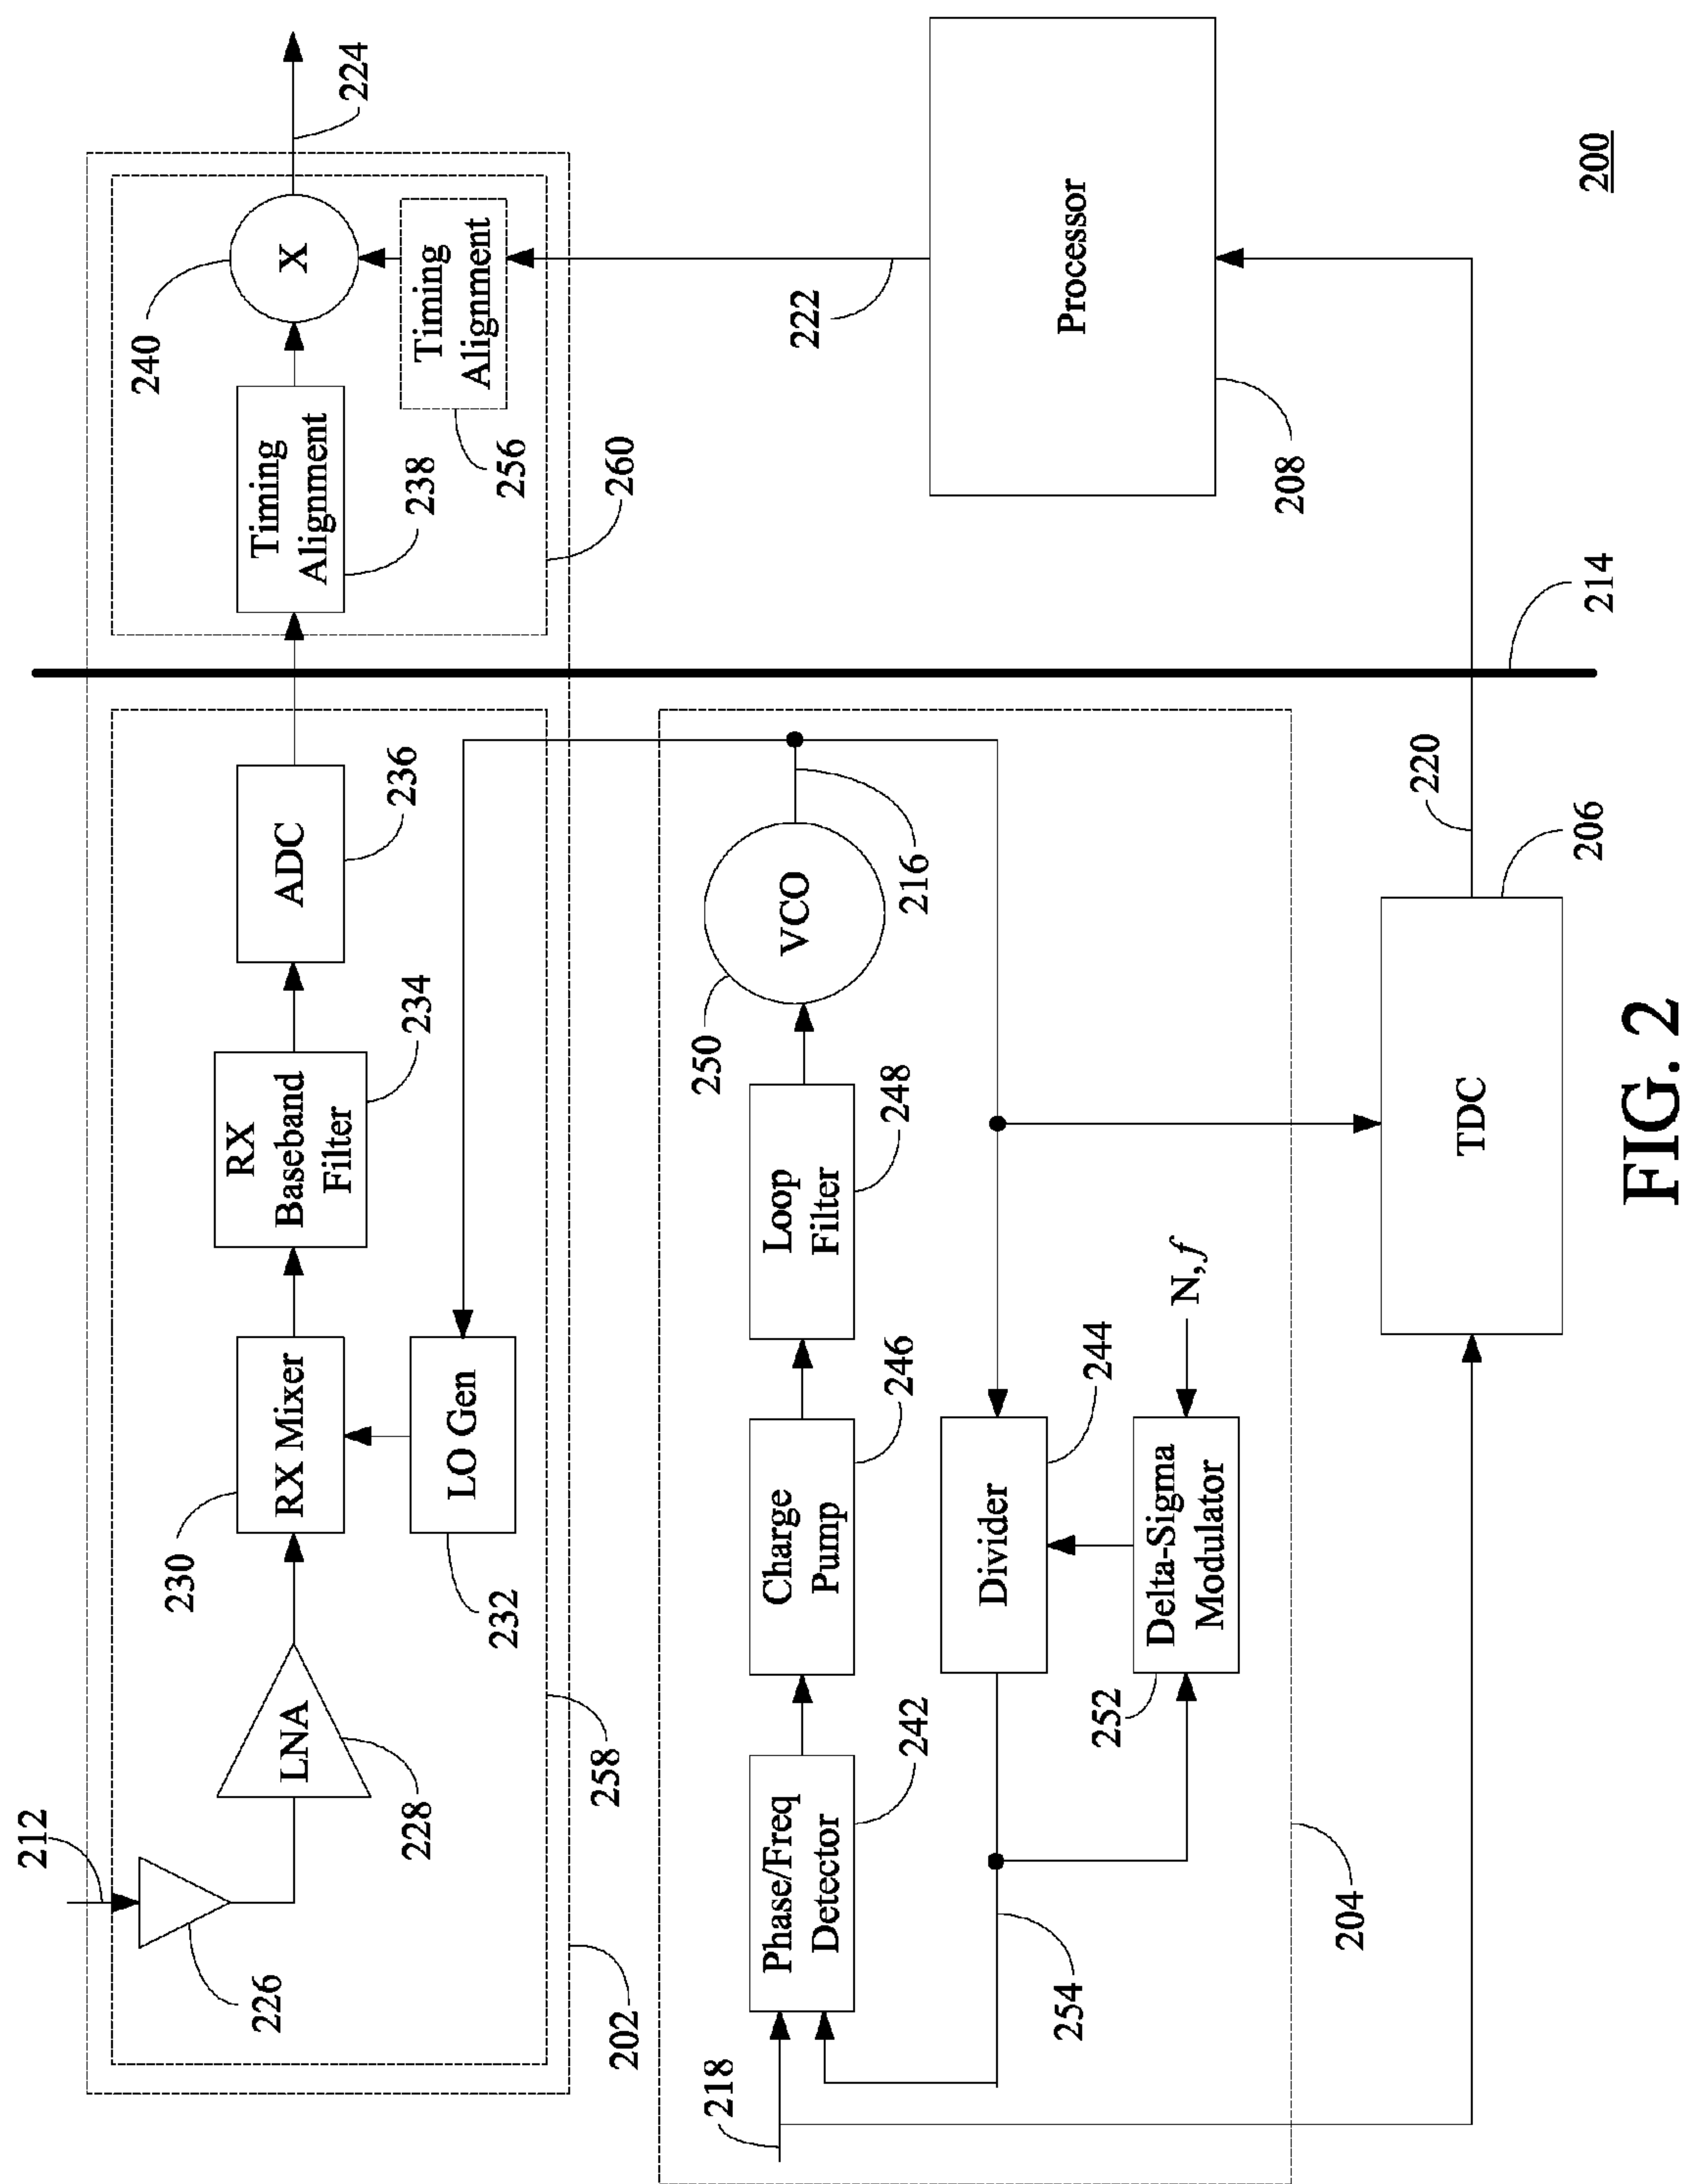 212
226
LNA
228
230
RX Mixer
LO Gen
232
RX
Baseband
Filter
234
ADC
236
Timing
Alignment
238
240
X
Timing
Alignment
256
224
258
202
260
218
Phase/Freq
Detector
242
Charge
Pump
246
Loop
Filter
248
250
VCO
216
222
Processor
208
254
Divider
244
252
Delta-Sigma
Modulator
N, f
204
TDC
206
220
214
200
FIG. 2